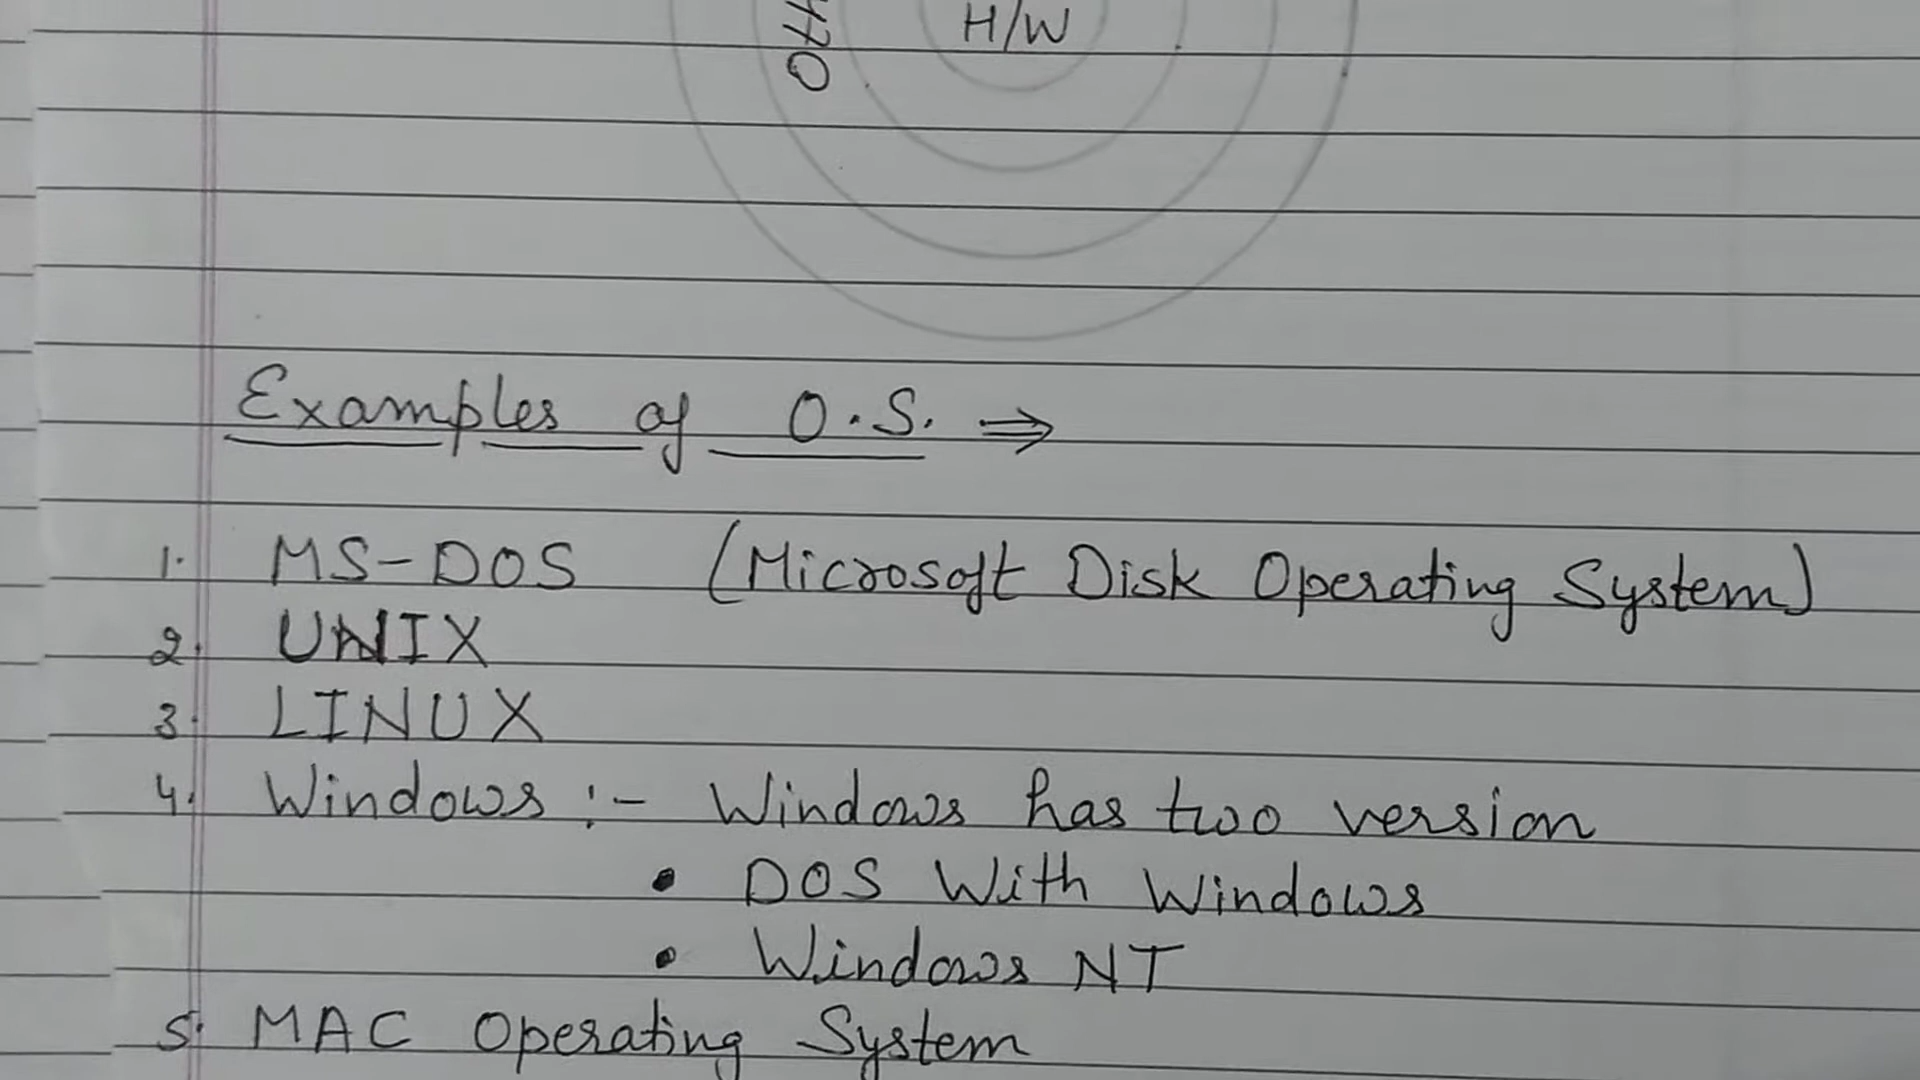 H/W
Examples of O.S. ⇒
1. MS-DOS (Microsoft Disk Operating System)
2. UNIX
3. LINUX
4. Windows :- Windows has two version
• DOS With Windows
• Windows NT
5. MAC Operating System